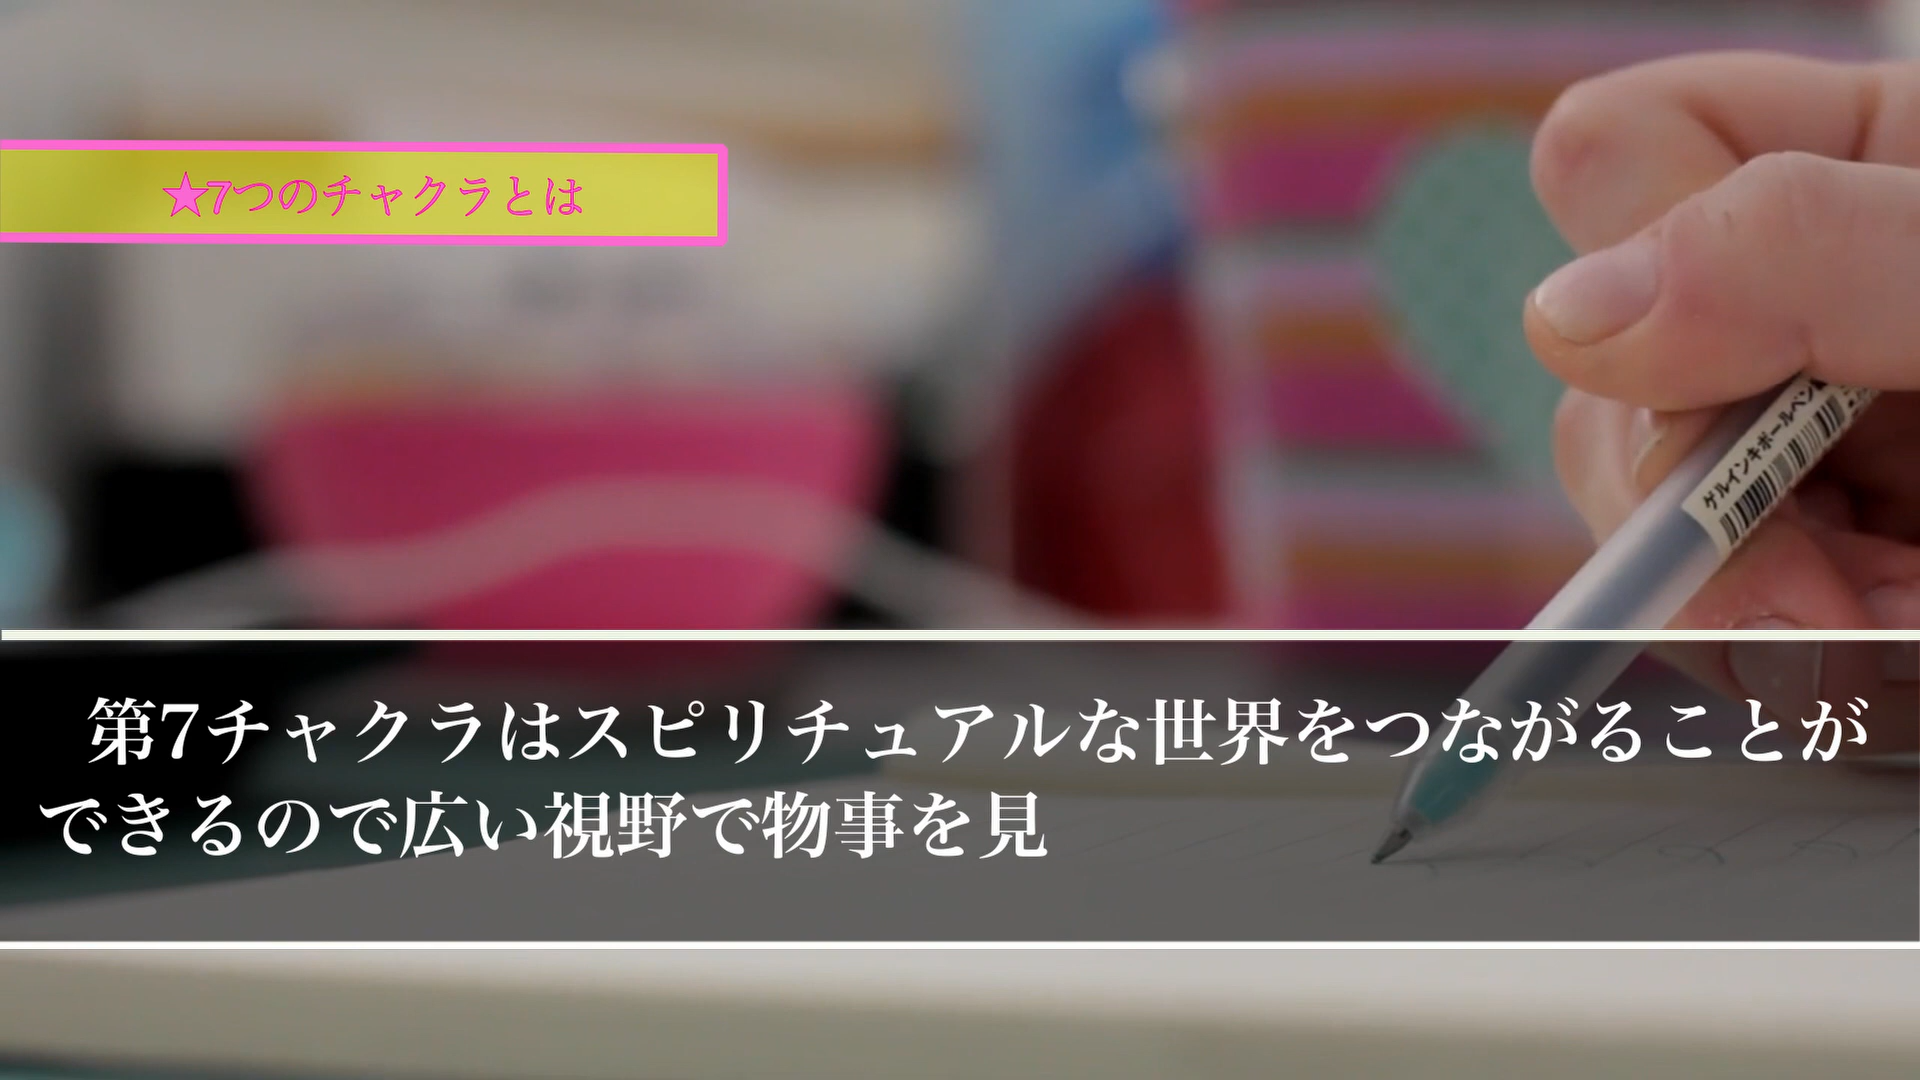 ★7つのチャクラとは
ゲルインキボールペン
第7チャクラはスピリチュアルな世界をつながることが
できるので広い視野で物事を見